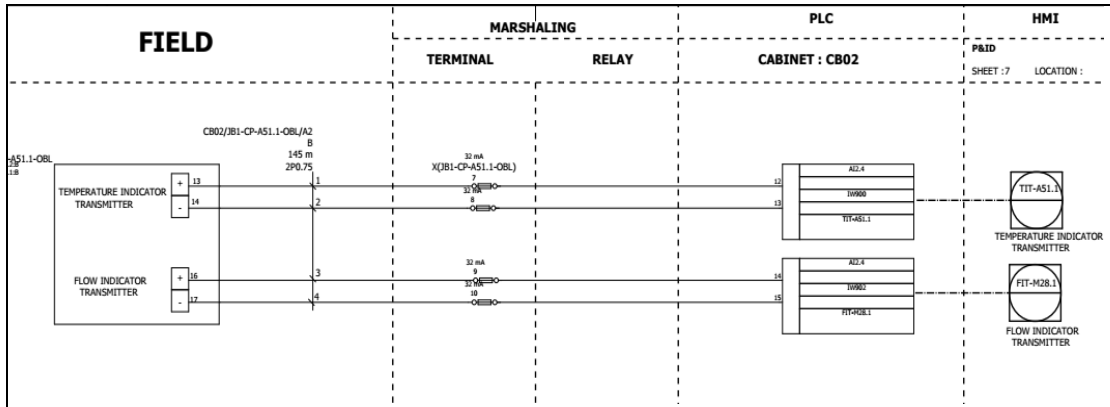 FIELD
MARSHALING
PLC
HMI
TERMINAL
RELAY
CABINET : CB02
P&ID
SHEET :7 LOCATION :
CB02/JB1-CP-A51.1-OBL/A2
B
145 m
2P0.75
-A51.1-OBL
TEMPERATURE INDICATOR
TRANSMITTER
+ 13
- 14
1
2
X(JB1-CP-A51.1-OBL)
32 mA
7
32 mA
8
12
13
AI2.4
IW900
TIT-A51.1
TIT-A51.1
TEMPERATURE INDICATOR
TRANSMITTER
FLOW INDICATOR
TRANSMITTER
+ 16
- 17
3
4
32 mA
9
32 mA
10
14
15
AI2.4
IW902
FIT-M28.1
FIT-M28.1
FLOW INDICATOR
TRANSMITTER